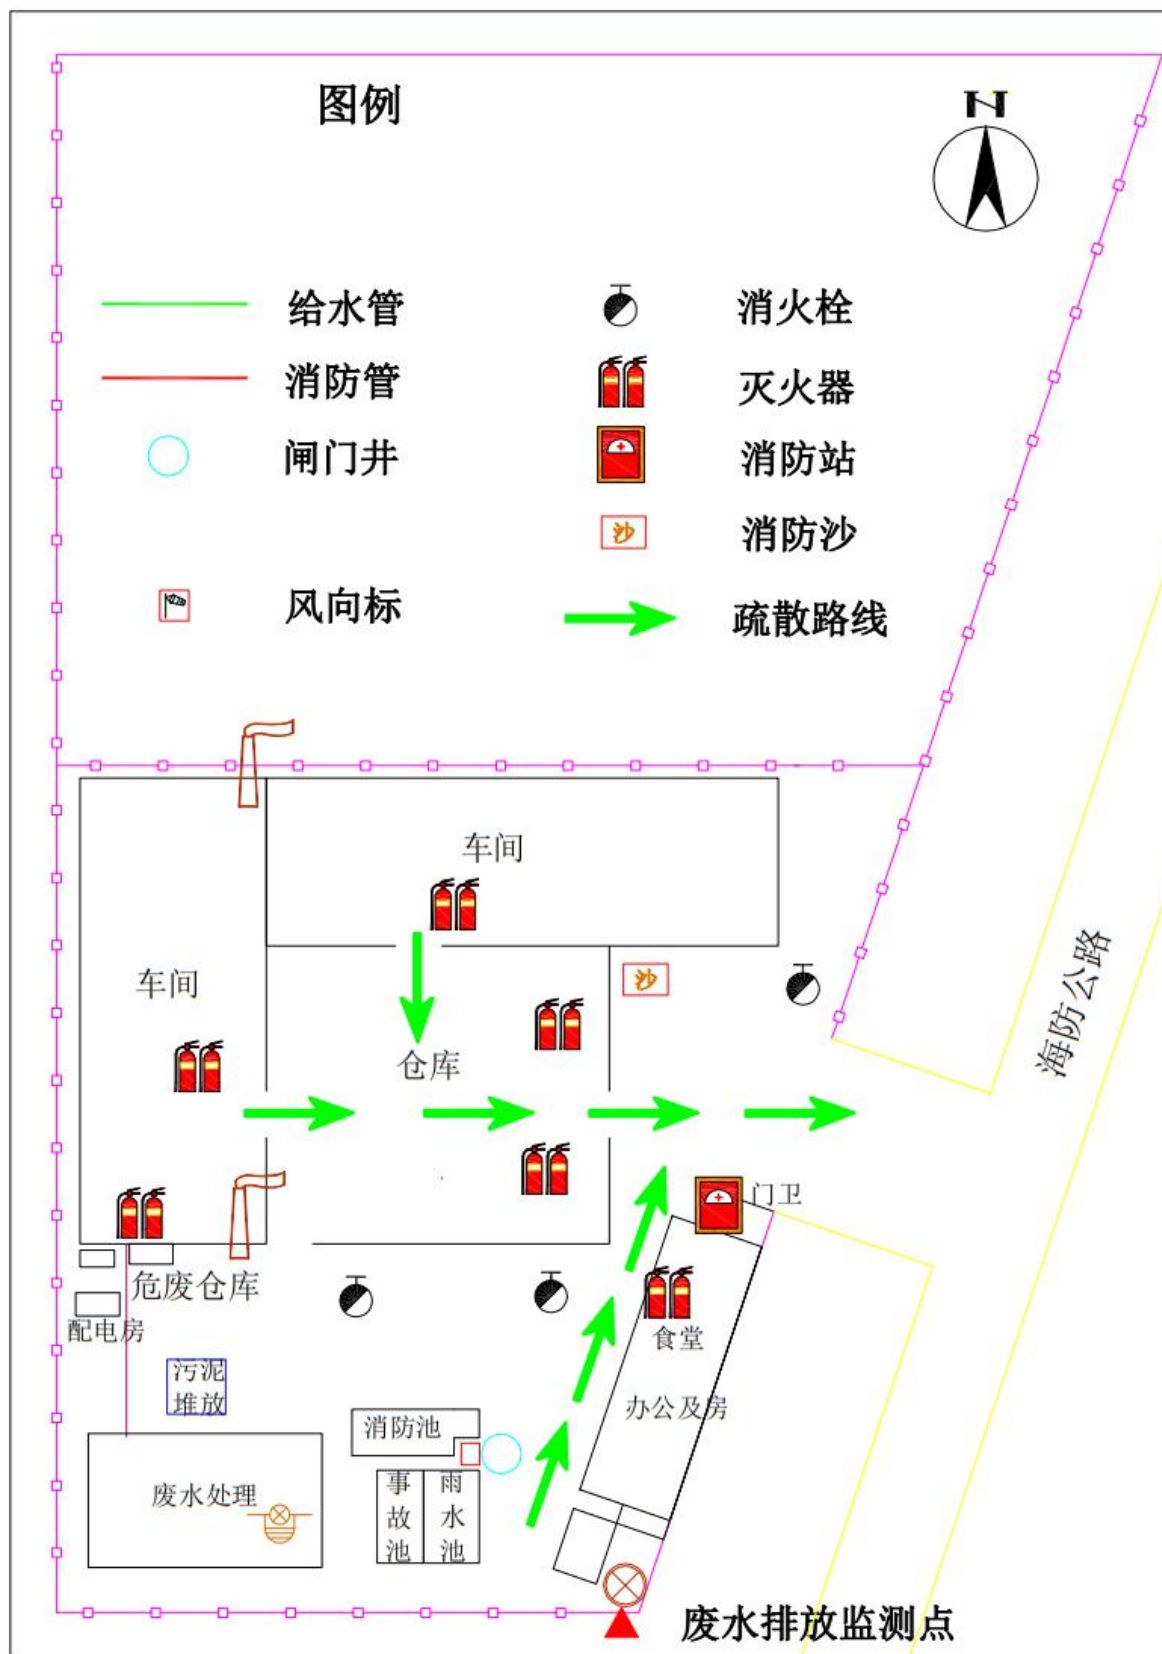 图例
N
给水管
消火栓
消防管
灭火器
闸门井
消防站
沙
消防沙
风向标
疏散路线
车间
车间
沙
仓库
海防公路
门卫
危废仓库
配电房
食堂
污泥
堆放
办公及房
消防池
废水处理
事故池
雨水池
废水排放监测点